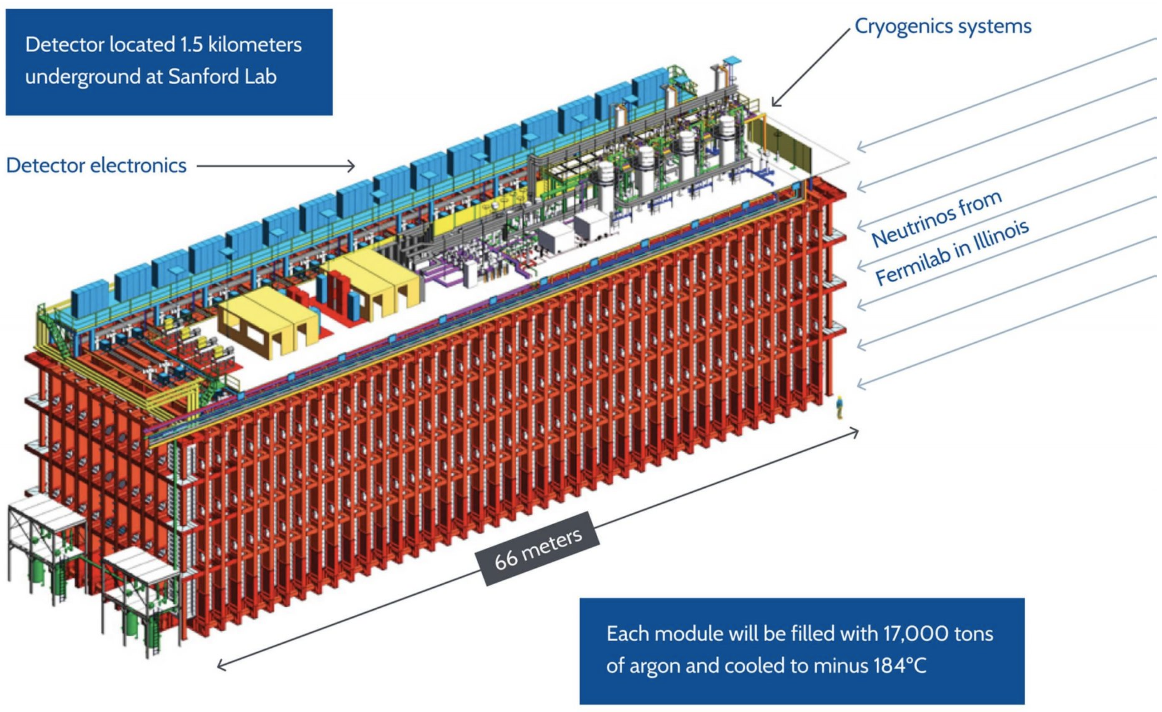 Detector located 1.5 kilometers
underground at Sanford Lab
Cryogenics systems
Detector electronics
Neutrinos from
Fermilab in Illinois
66 meters
Each module will be filled with 17,000 tons
of argon and cooled to minus 184°C